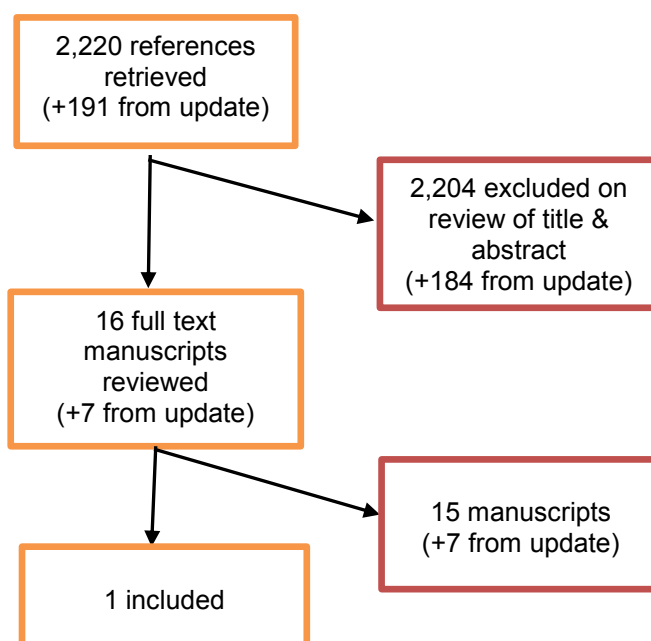 2,220 references
retrieved
(+191 from update)
2,204 excluded on
review of title &
abstract
(+184 from update)
16 full text
manuscripts
reviewed
(+7 from update)
15 manuscripts
(+7 from update)
1 included